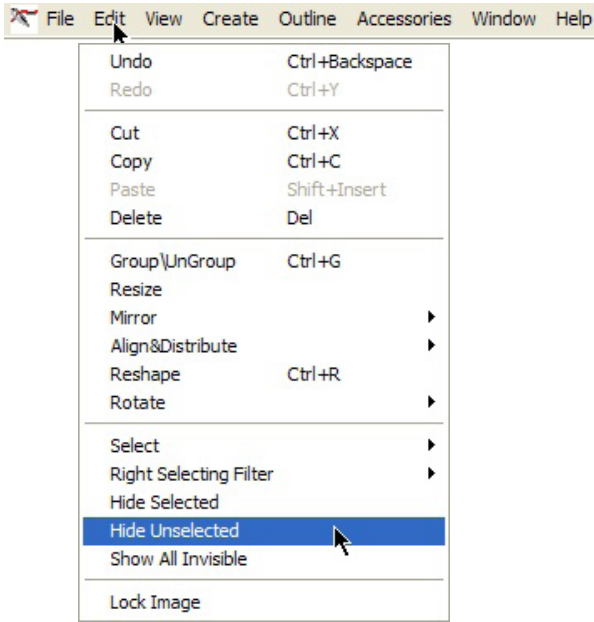 File Edit View Create Outline Accessories Window Help
Undo Ctrl+Backspace
Redo Ctrl+Y
Cut Ctrl+X
Copy Ctrl+C
Paste Shift+Insert
Delete Del
Group\UnGroup Ctrl+G
Resize
Mirror
Align&Distribute
Reshape Ctrl+R
Rotate
Select
Right Selecting Filter
Hide Selected
Hide Unselected
Show All Invisible
Lock Image